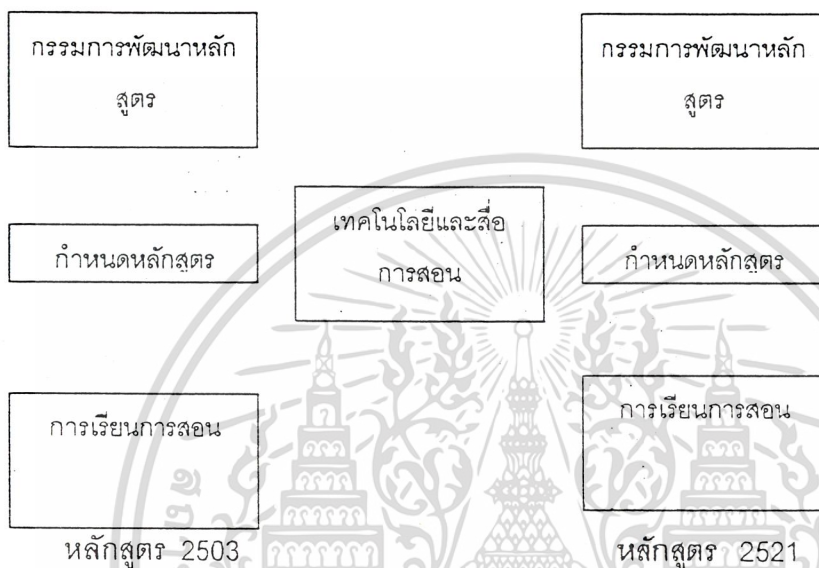 กรรมการพัฒนาหลัก
สูตร
กรรมการพัฒนาหลัก
สูตร
เทคโนโลยีและสื่อ
การสอน
กำหนดหลักสูตร
กำหนดหลักสูตร
การเรียนการสอน
การเรียนการสอน
หลักสูตร 2503
หลักสูตร 2521